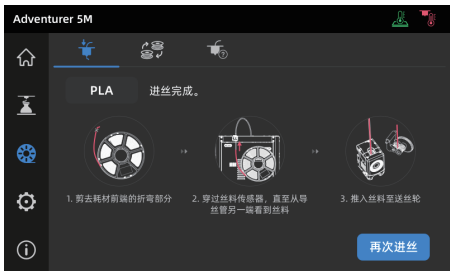 Adventurer 5M
PLA 进丝完成。
1. 剪去耗材前端的折弯部分
2. 穿过丝料传感器，直至从导
丝管另一端看到丝料
3. 推入丝料至送丝轮
再次进丝